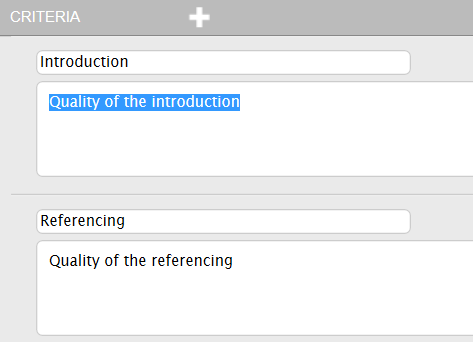 CRITERIA
Introduction
Quality of the introduction
Referencing
Quality of the referencing